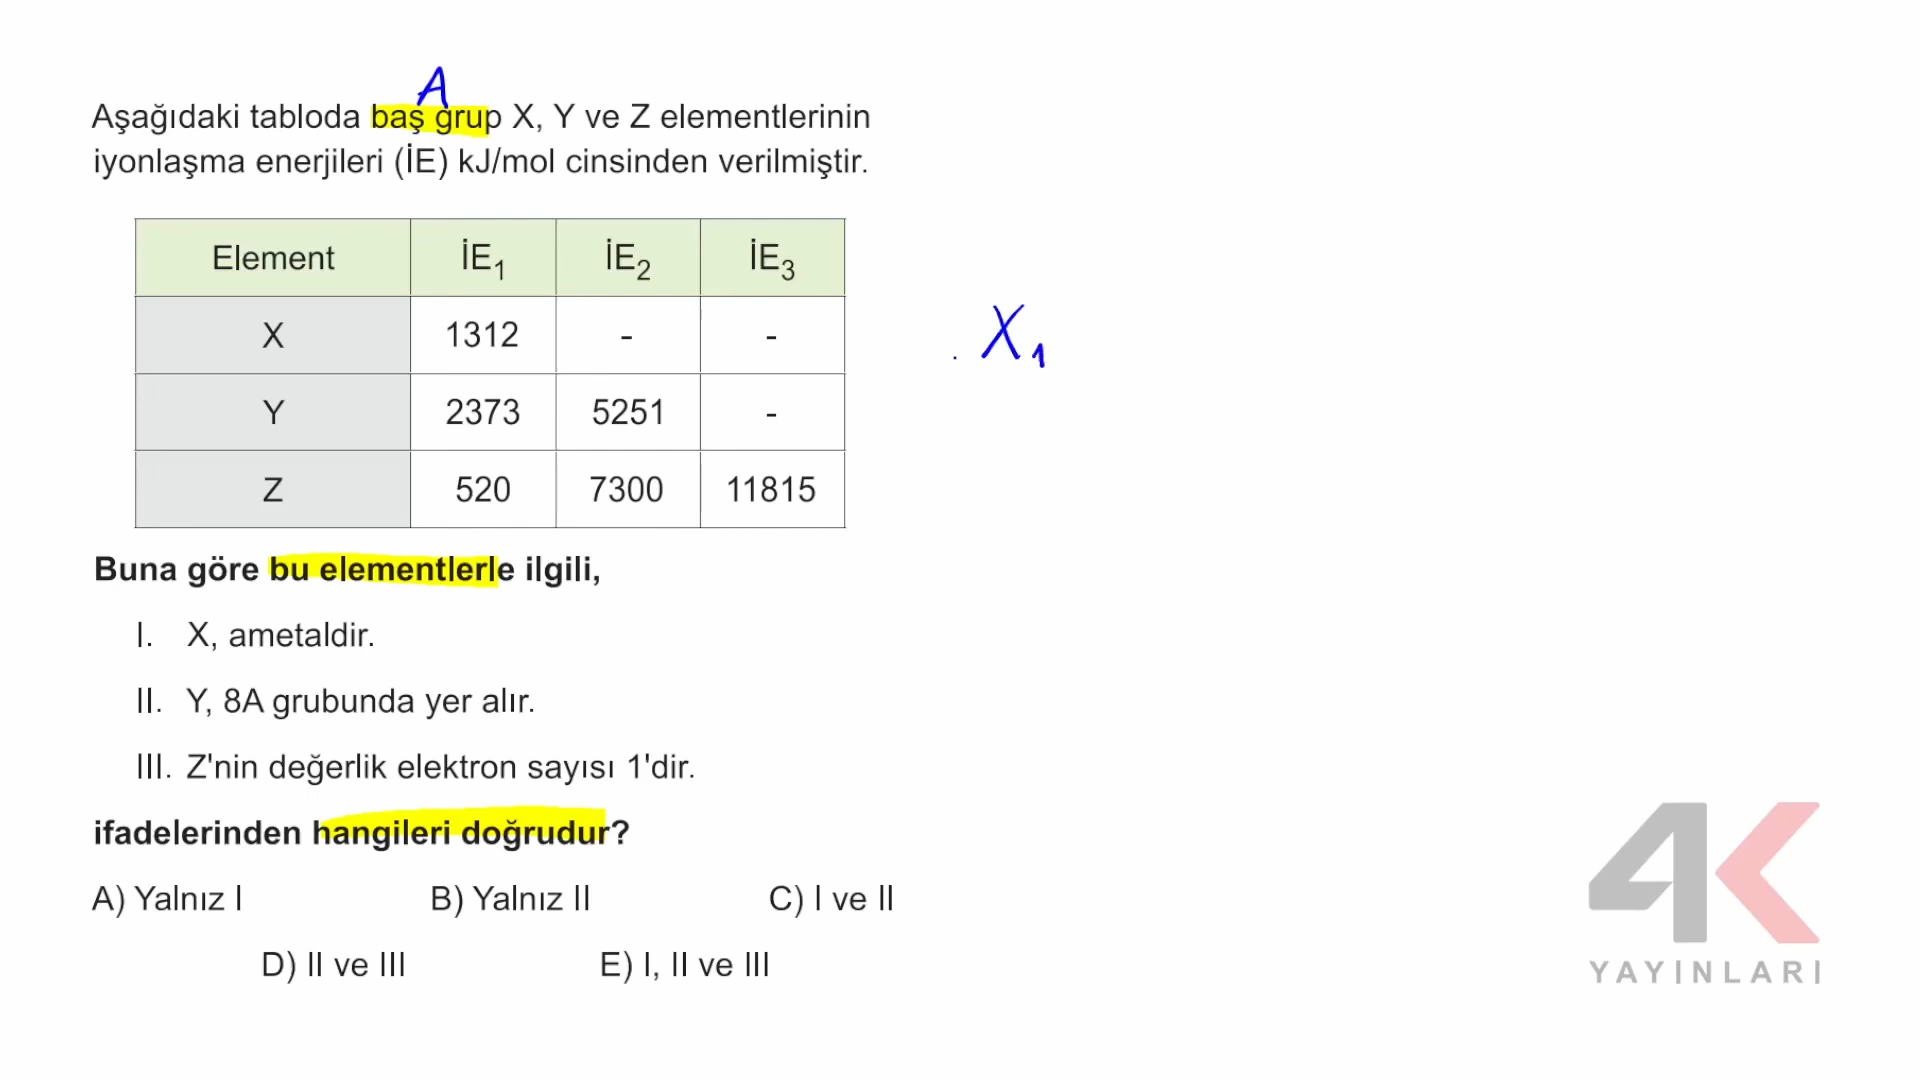 A
Aşağıdaki tabloda baş grup X, Y ve Z elementlerinin
iyonlaşma enerjileri (İE) kJ/mol cinsinden verilmiştir.
Element İE1 İE2 İE3
X 1312 - -
Y 2373 5251 -
Z 520 7300 11815
X1
Buna göre bu elementlerle ilgili,
I. X, ametaldir.
II. Y, 8A grubunda yer alır.
III. Z'nin değerlik elektron sayısı 1'dir.
ifadelerinden hangileri doğrudur?
A) Yalnız I B) Yalnız II C) I ve II
D) II ve III E) I, II ve III
4K
YAYINLARI